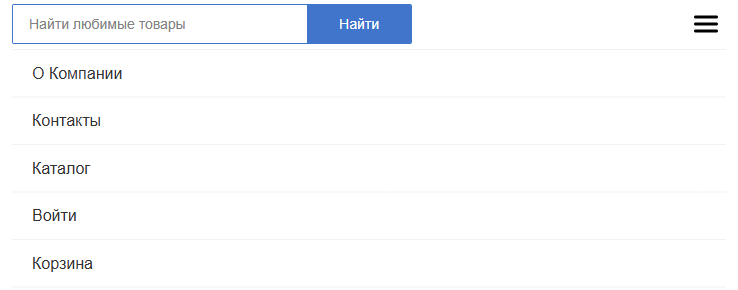 Найти любимые товары Найти
О Компании
Контакты
Каталог
Войти
Корзина